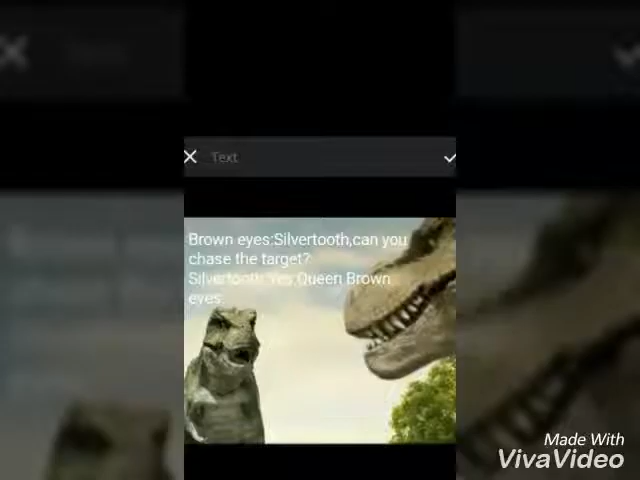 Text
Brown eyes:Silvertooth,can you
chase the target?
Silvertooth:Yes,Queen Brown
eyes.
Made With
VivaVideo